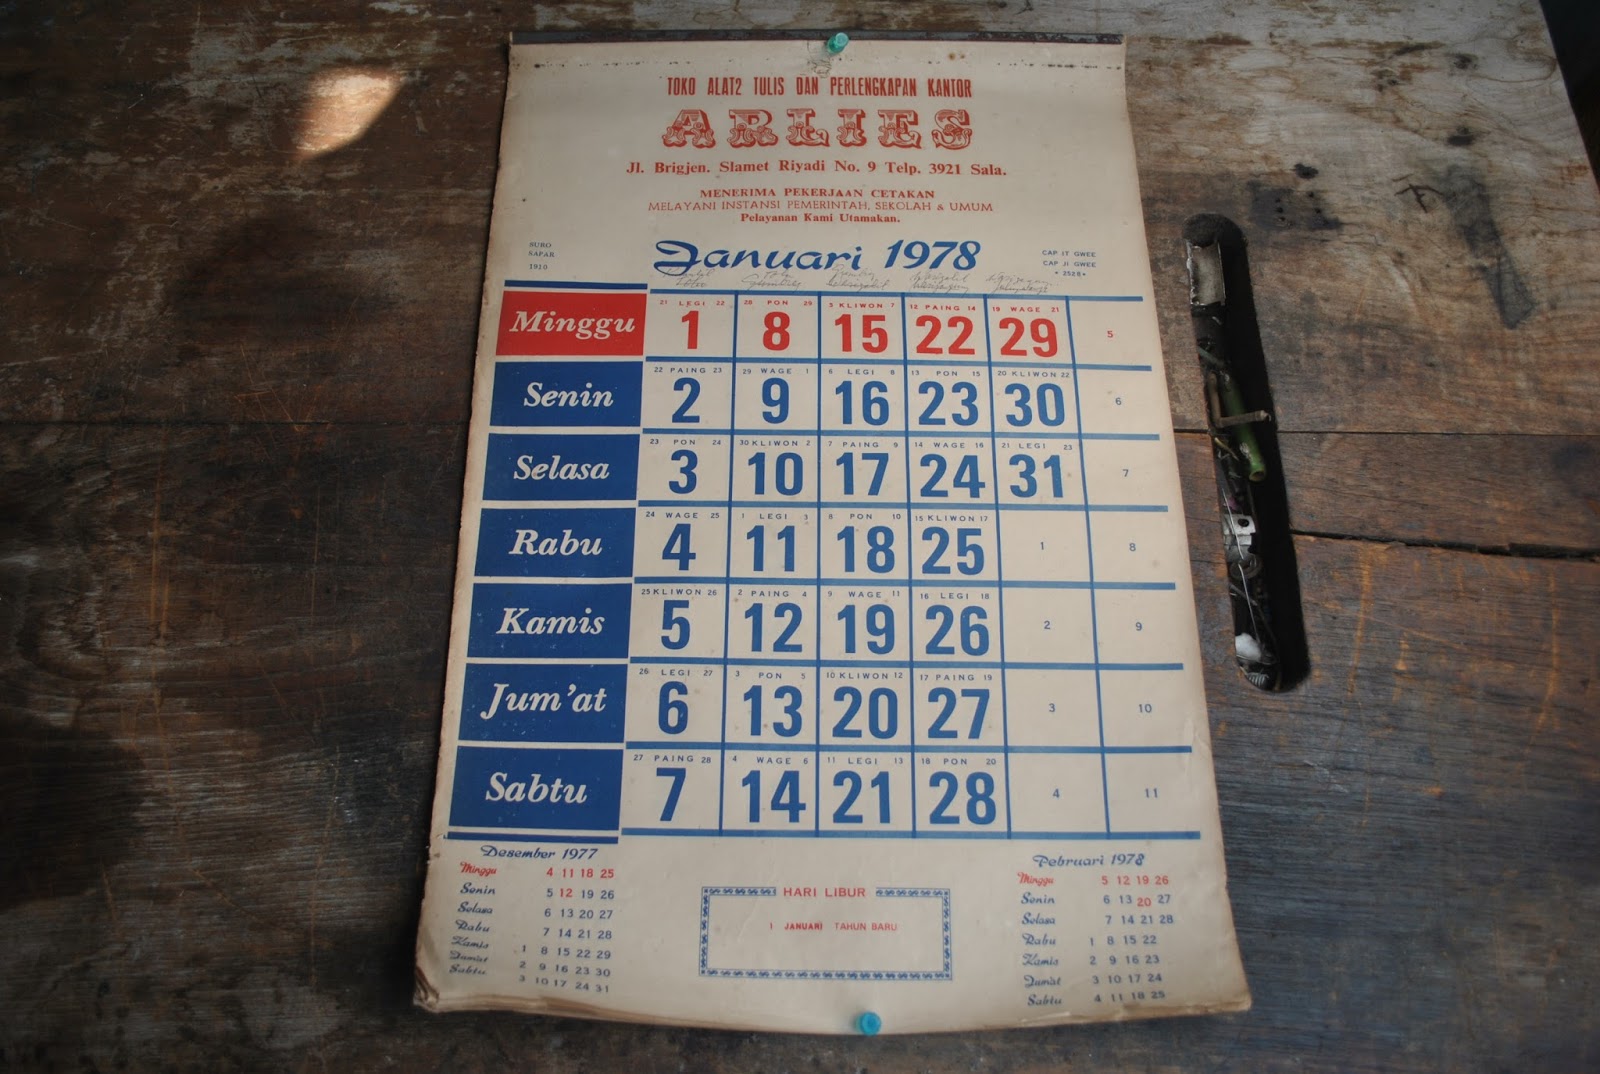 TOKO ALAT2 TULIS DAN PERLENGKAPAN KANTOR
ARLIES
Jl. Brigjen. Slamet Riyadi No. 9 Telp. 3921 Sala.
MENERIMA PEKERJAAN CETAKAN
MELAYANI INSTANSI PEMERINTAH, SEKOLAH & UMUM
Pelayanan Kami Utamakan.
SURO
SAPAR
1910
Januari 1978
CAP IT GWEE
CAP JI GWEE
• 2528 •
21 LEGI 22 28 PON 29 5 KLIWON 7 12 PAING 14 19 WAGE 21
Minggu 1 8 15 22 29 5
22 PAING 23 29 WAGE 1 6 LEGI 8 13 PON 15 20 KLIWON 22
Senin 2 9 16 23 30 6
23 PON 24 30 KLIWON 2 7 PAING 9 14 WAGE 16 21 LEGI 23
Selasa 3 10 17 24 31 7
24 WAGE 25 1 LEGI 3 8 PON 10 15 KLIWON 17
Rabu 4 11 18 25 1 8
25 KLIWON 26 2 PAING 4 9 WAGE 11 16 LEGI 18
Kamis 5 12 19 26 2 9
26 LEGI 27 3 PON 5 10 KLIWON 12 17 PAING 19
Jum'at 6 13 20 27 3 10
27 PAING 28 4 WAGE 6 11 LEGI 13 18 PON 20
Sabtu 7 14 21 28 4 11
Desember 1977
Minggu 4 11 18 25
Senin 5 12 19 26
Selasa 6 13 20 27
Rabu 7 14 21 28
Kamis 1 8 15 22 29
Jum'at 2 9 16 23 30
Sabtu 3 10 17 24 31
HARI LIBUR
1 JANUARI TAHUN BARU
Pebruari 1978
Minggu 5 12 19 26
Senin 6 13 20 27
Selasa 7 14 21 28
Rabu 1 8 15 22
Kamis 2 9 16 23
Jum'at 3 10 17 24
Sabtu 4 11 18 25